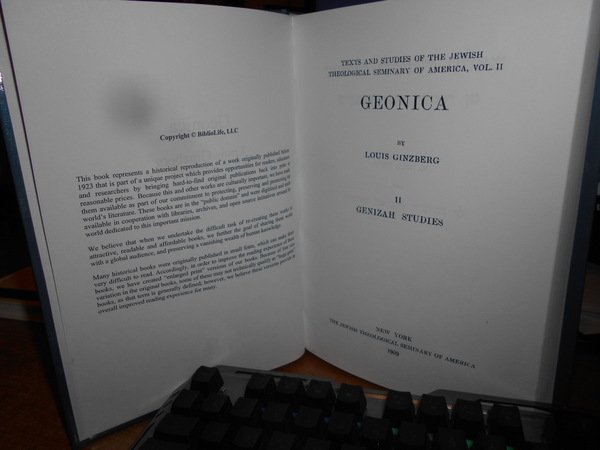 Copyright © BiblioLife, LLC
This book represents a historical reproduction of a work originally published before
1923 that is part of a unique project which provides opportunities for readers, educators
and researchers by bringing hard-to-find original publications back into print at
reasonable prices. Because this and other works are culturally important, we have made
them available as part of our commitment to protecting, preserving and promoting the
world's literature. These books are in the "public domain" and were digitized and made
available in cooperation with libraries, archives, and open source initiatives around the
world dedicated to this important mission.
We believe that when we undertake the difficult task of re-creating these works as
attractive, readable and affordable books, we further the goal of sharing these works
with a global audience, and preserving a vanishing wealth of human knowledge.
Many historical books were originally published in small fonts, which can make them
very difficult to read. Accordingly, in order to improve the reading experience of these
books, we have created "enlarged print" versions of our books. Because of font size
variation in the original books, some of these may not technically qualify as "large print"
books, as that term is generally defined; however, we believe these versions provide an
overall improved reading experience for many.
TEXTS AND STUDIES OF THE JEWISH
THEOLOGICAL SEMINARY OF AMERICA, VOL. II
GEONICA
BY
LOUIS GINZBERG
II
GENIZAH STUDIES
NEW YORK
THE JEWISH THEOLOGICAL SEMINARY OF AMERICA
1909